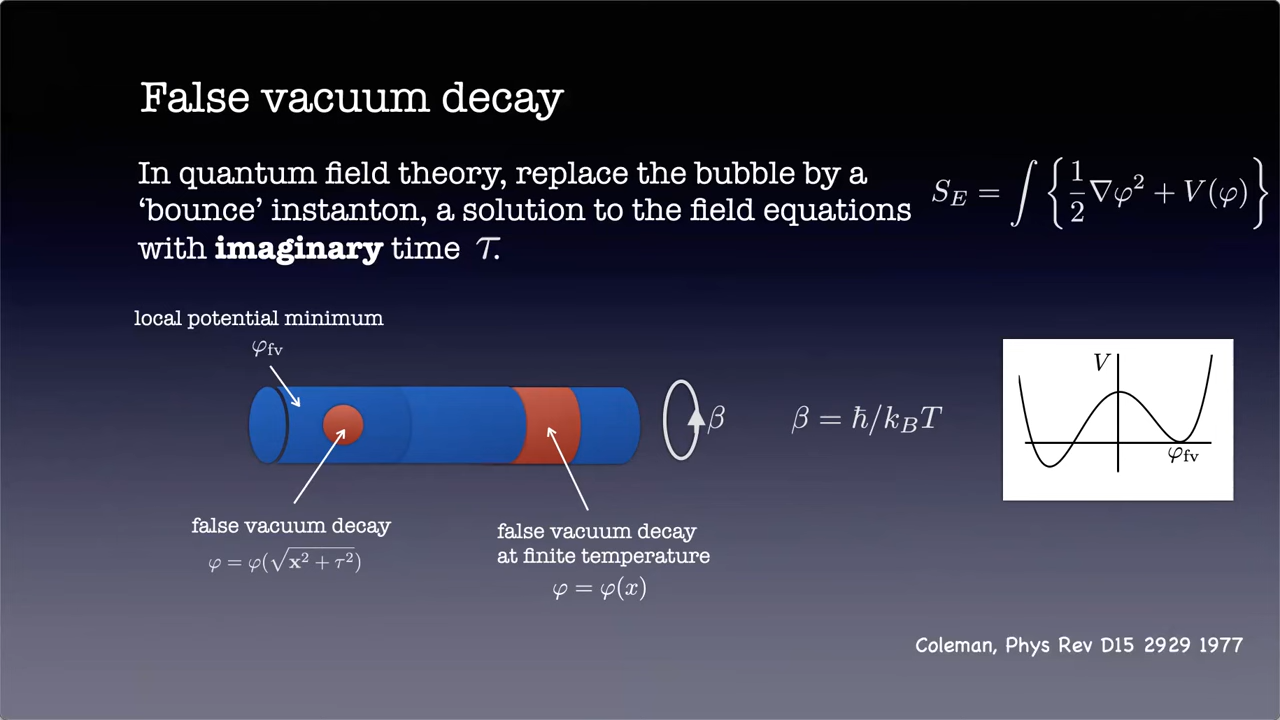 False vacuum decay
In quantum field theory, replace the bubble by a
‘bounce’ instanton, a solution to the field equations
with imaginary time τ.
S_E = ∫ { 1/2 ∇φ² + V(φ) }
local potential minimum
φ_fv
β
β = ħ/k_B T
V
φ_fv
false vacuum decay
φ = φ(√(x² + τ²))
false vacuum decay
at finite temperature
φ = φ(x)
Coleman, Phys Rev D15 2929 1977